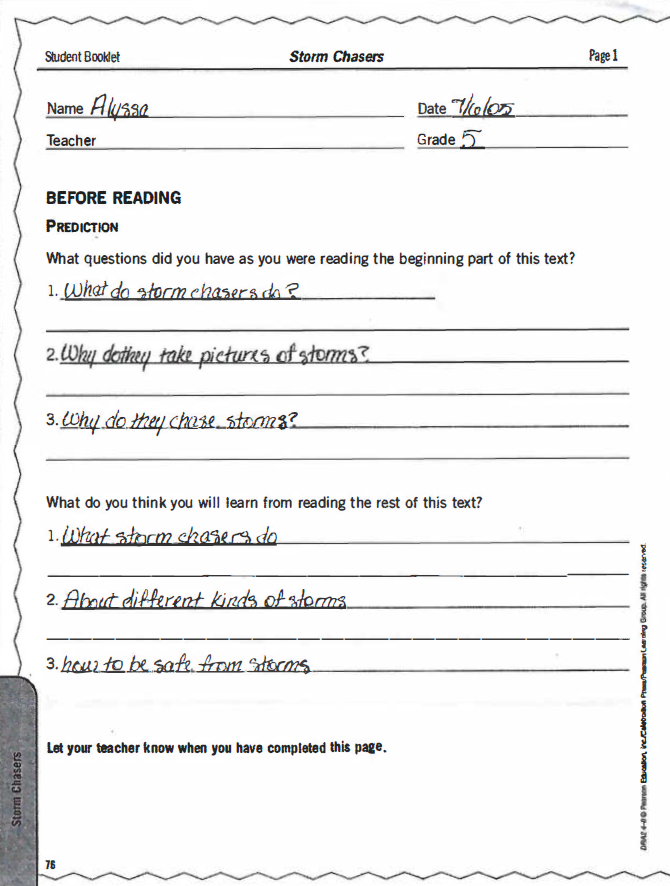 Student Booklet Storm Chasers Page 1
Name Alyssa Date 7/6/05
Teacher Grade 5
BEFORE READING
PREDICTION
What questions did you have as you were reading the beginning part of this text?
1. What do storm chasers do?
2. Why do they take pictures of storms?
3. Why do they chase storms?
What do you think you will learn from reading the rest of this text?
1. What storm chasers do
2. About different kinds of storms
3. how to be safe from storms
Let your teacher know when you have completed this page.
Storm Chasers
76
DRA2 4–8 © Pearson Education, Inc./Celebration Press/Pearson Learning Group. All rights reserved.